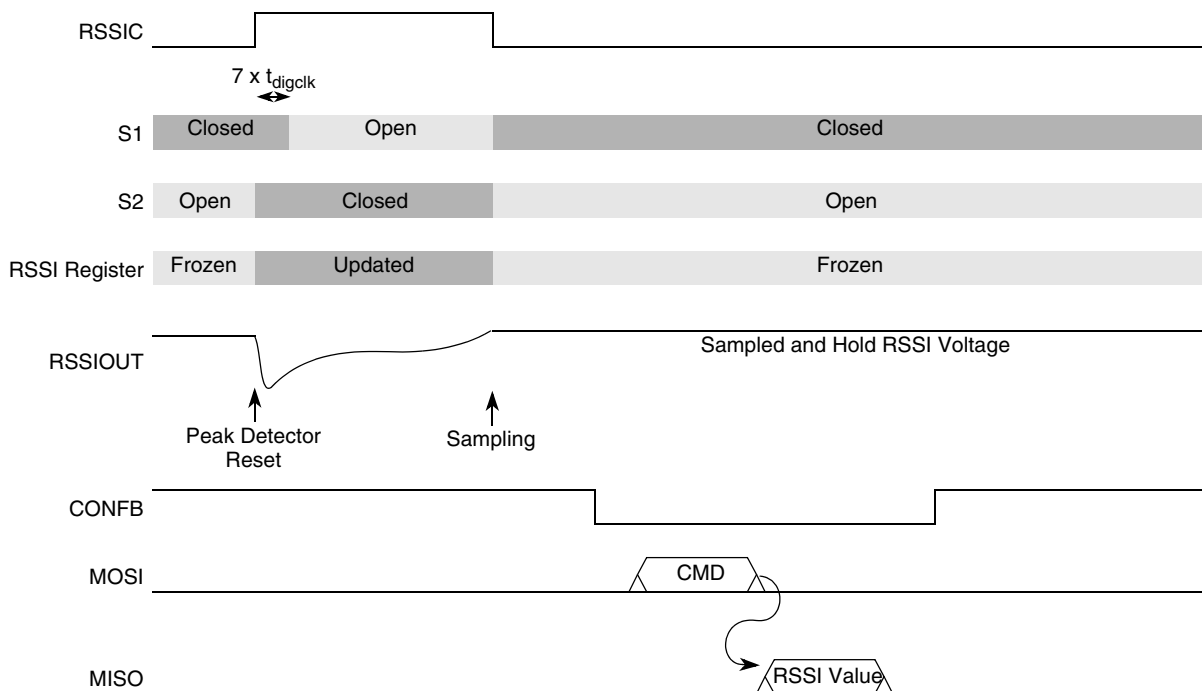 RSSIC
7 x tdigclk
S1 Closed Open Closed
S2 Open Closed Open
RSSI Register Frozen Updated Frozen
RSSIOUT Sampled and Hold RSSI Voltage
Peak Detector
Reset
Sampling
CONFB
MOSI CMD
MISO RSSI Value